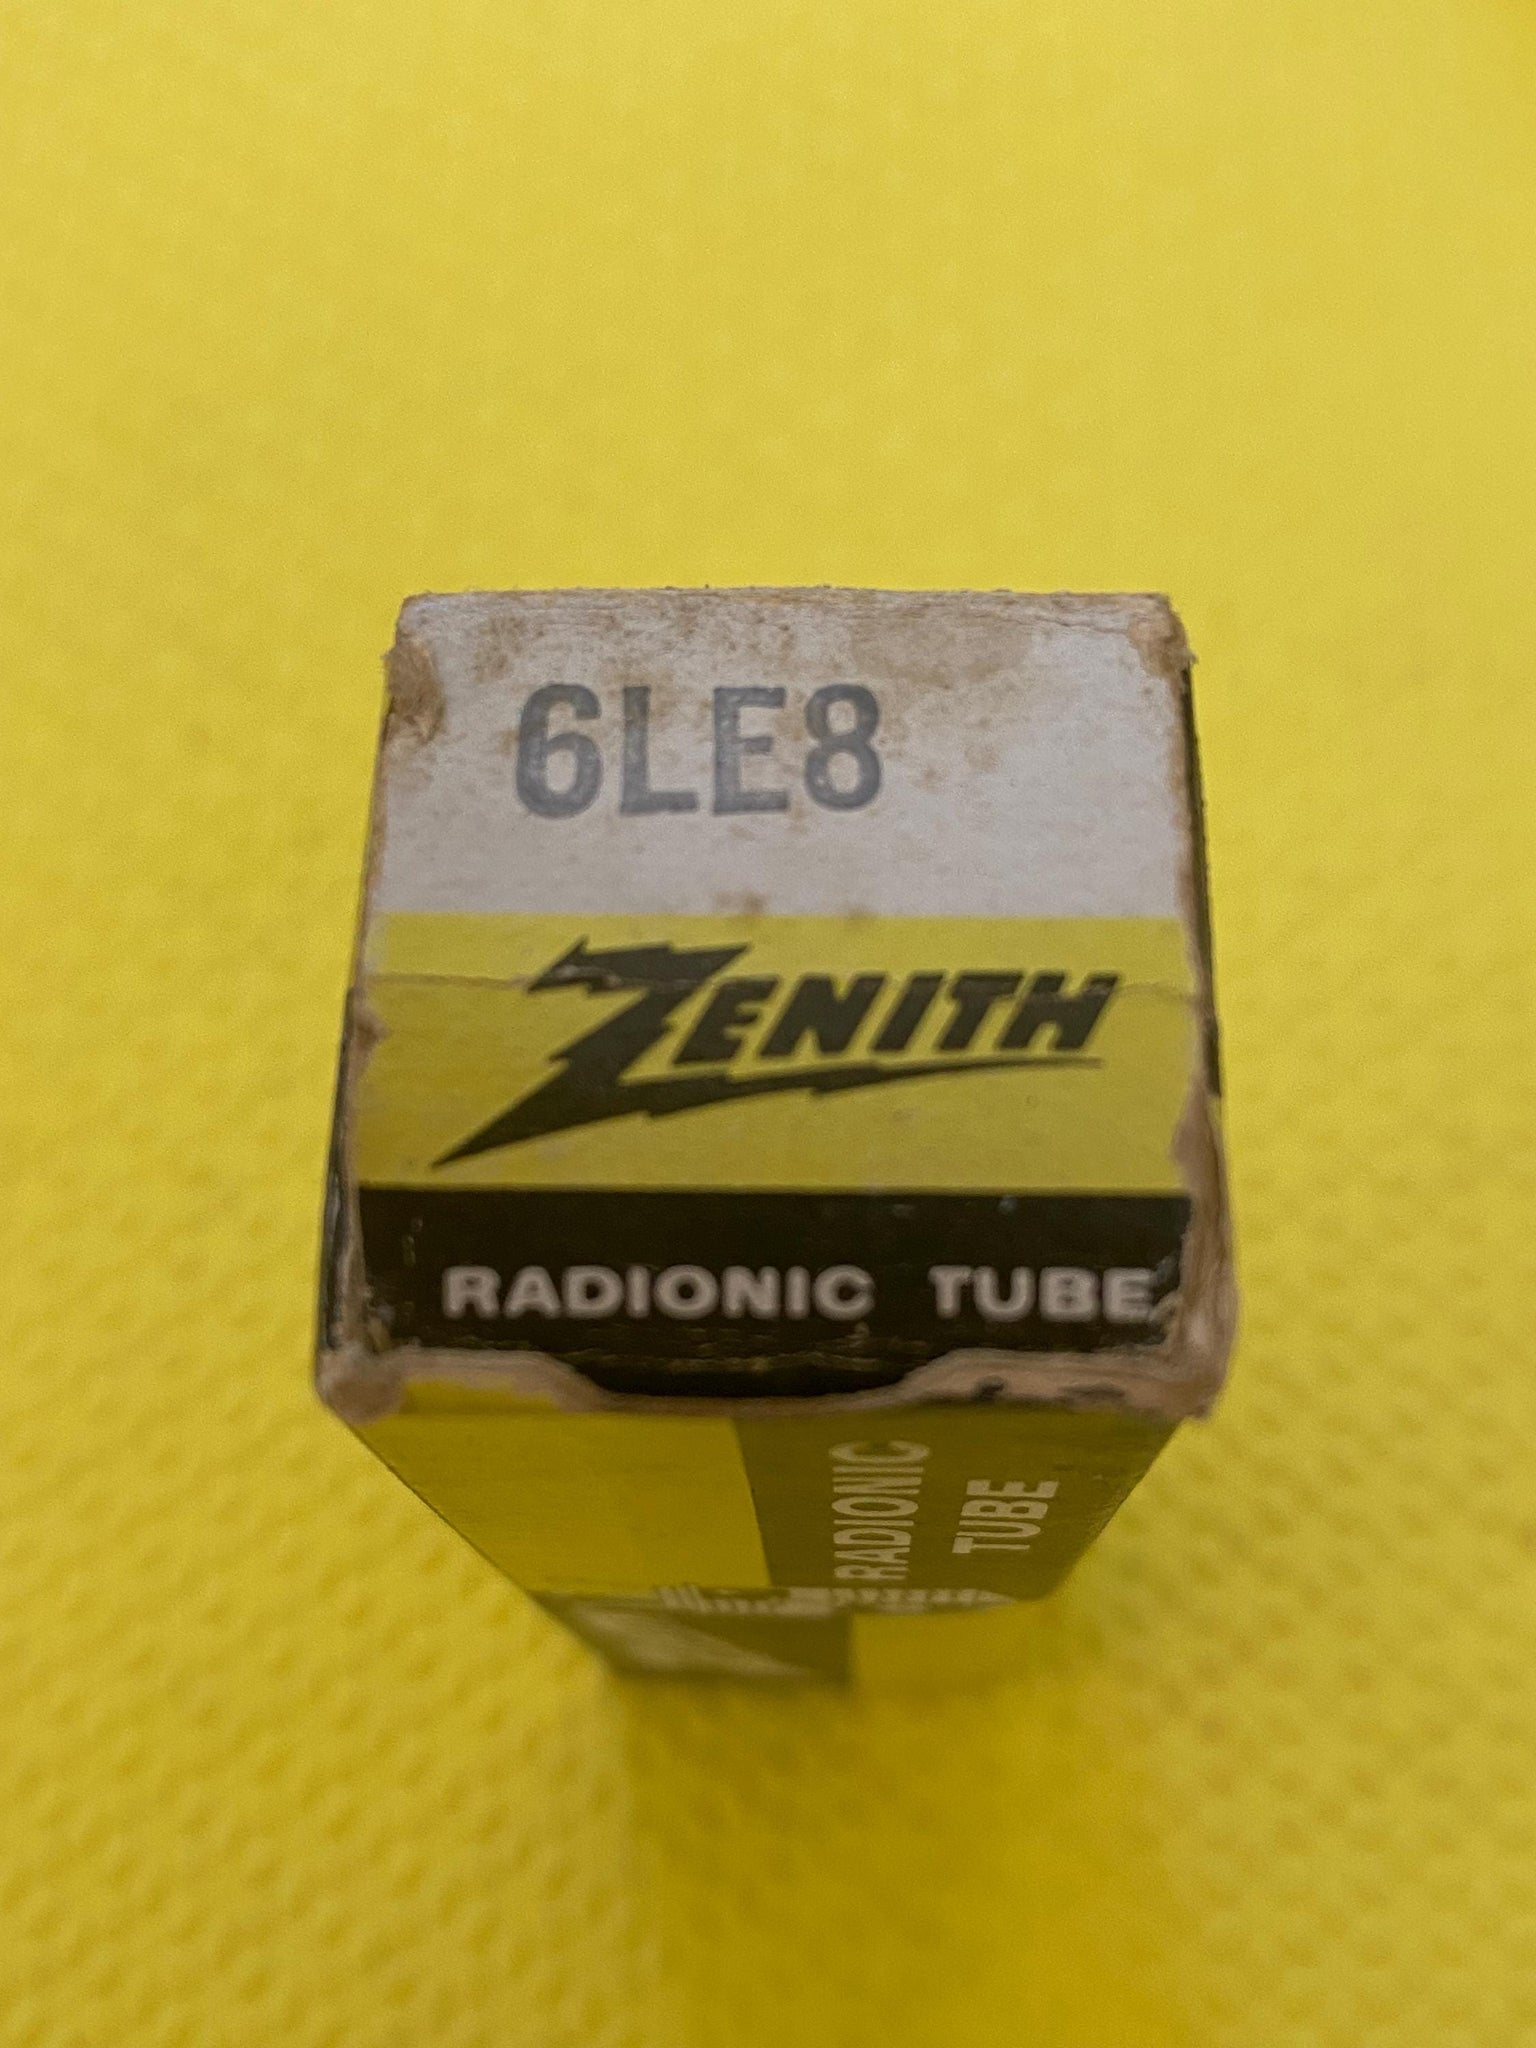 6LE8
ZENITH
RADIONIC TUBE
RADIONIC
TUBE